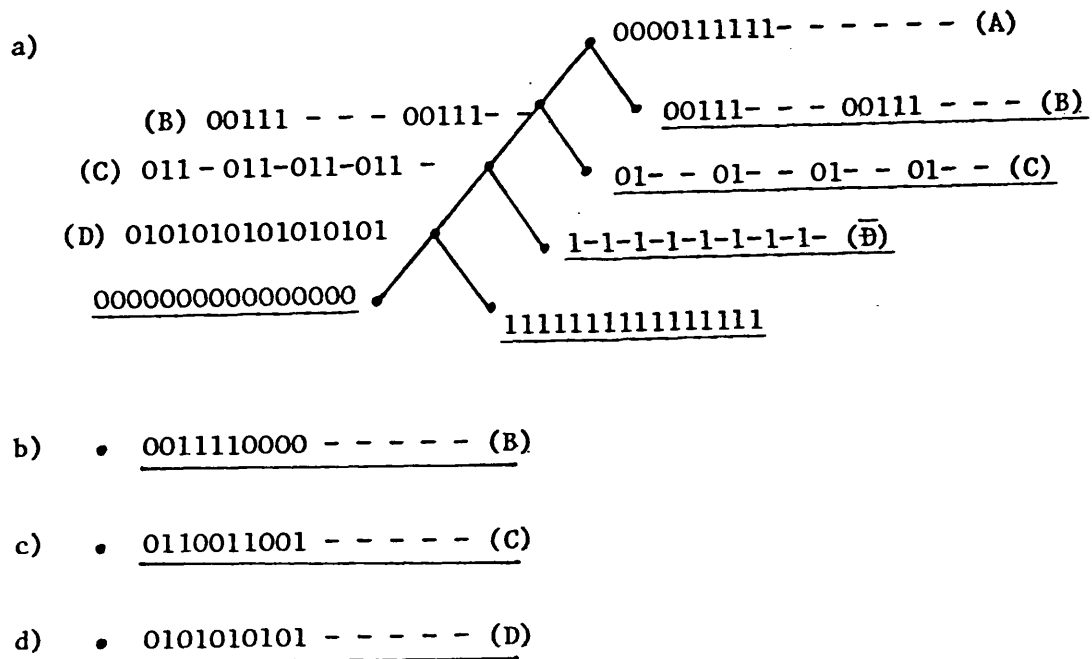 a)
0000111111- - - - - - (A)
(B) 00111 - - - 00111- -
00111- - - 00111 - - - (B)
(C) 011 - 011-011-011 -
01- - 01- - 01- - 01- - (C)
(D) 0101010101010101
1-1-1-1-1-1-1-1- (D̅)
0000000000000000
1111111111111111
b) • 0011110000 - - - - - (B)
c) • 0110011001 - - - - - (C)
d) • 0101010101 - - - - - (D)